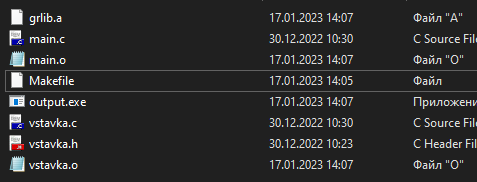 grlib.a 17.01.2023 14:07 Файл "A"
main.c 30.12.2022 10:30 C Source File
main.o 17.01.2023 14:07 Файл "O"
Makefile 17.01.2023 14:05 Файл
output.exe 17.01.2023 14:07 Приложени
vstavka.c 30.12.2022 10:30 C Source File
vstavka.h 30.12.2022 10:23 C Header Fil
vstavka.o 17.01.2023 14:07 Файл "O"